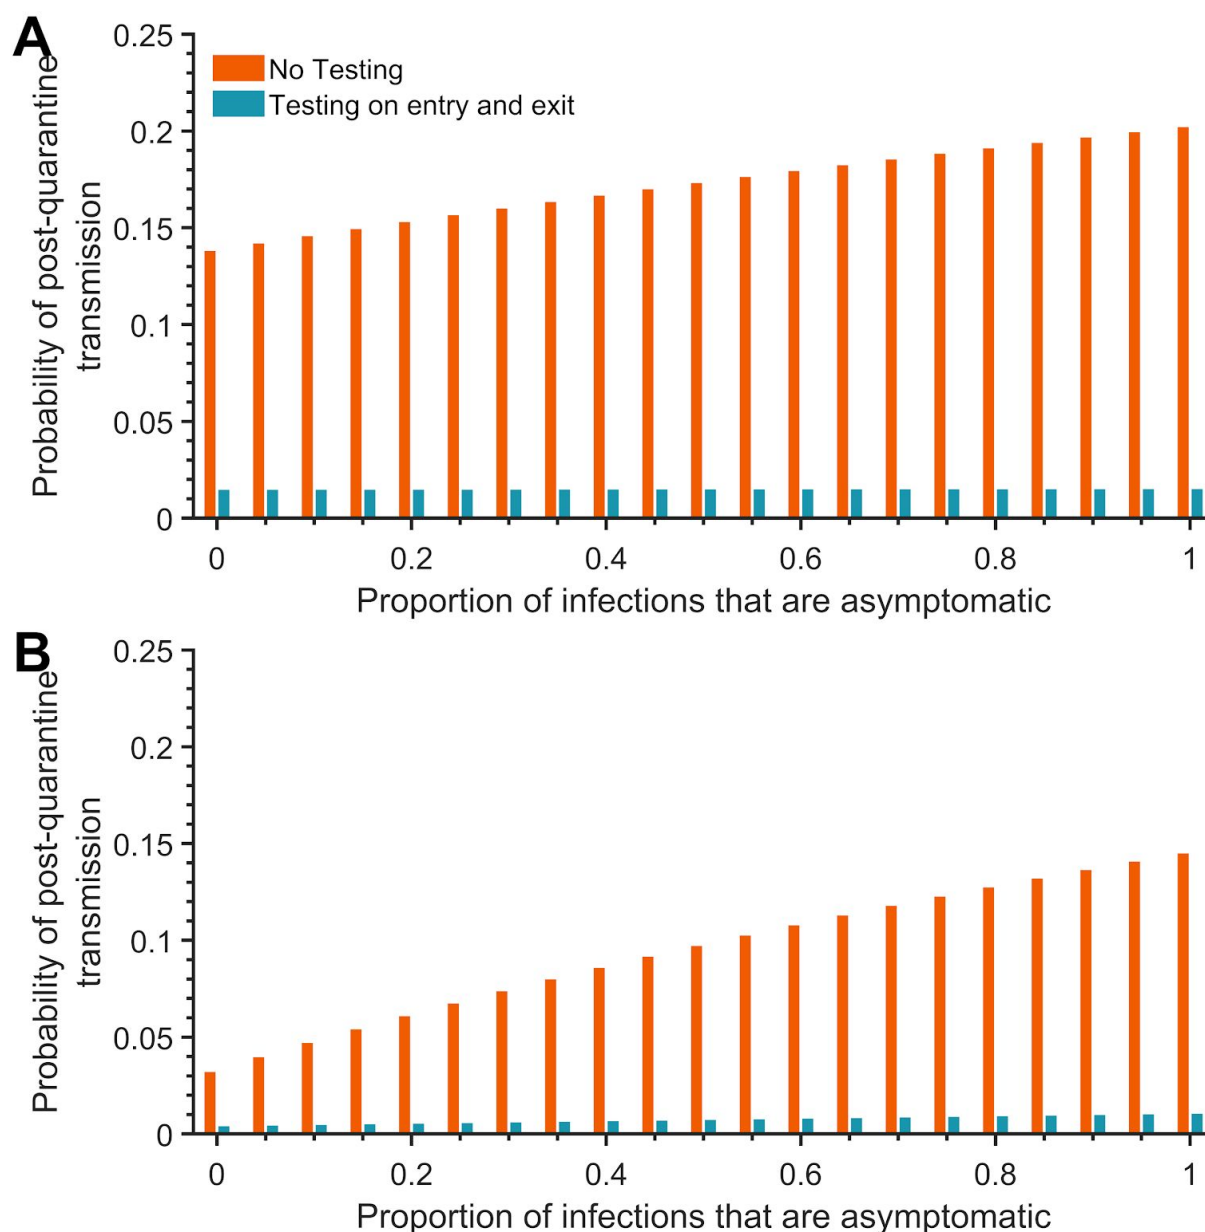 A
0.25
0.2
0.15
0.1
0.05
0
Probability of post-quarantine
transmission
No Testing
Testing on entry and exit
0 0.2 0.4 0.6 0.8 1
Proportion of infections that are asymptomatic
B
0.25
0.2
0.15
0.1
0.05
0
Probability of post-quarantine
transmission
0 0.2 0.4 0.6 0.8 1
Proportion of infections that are asymptomatic